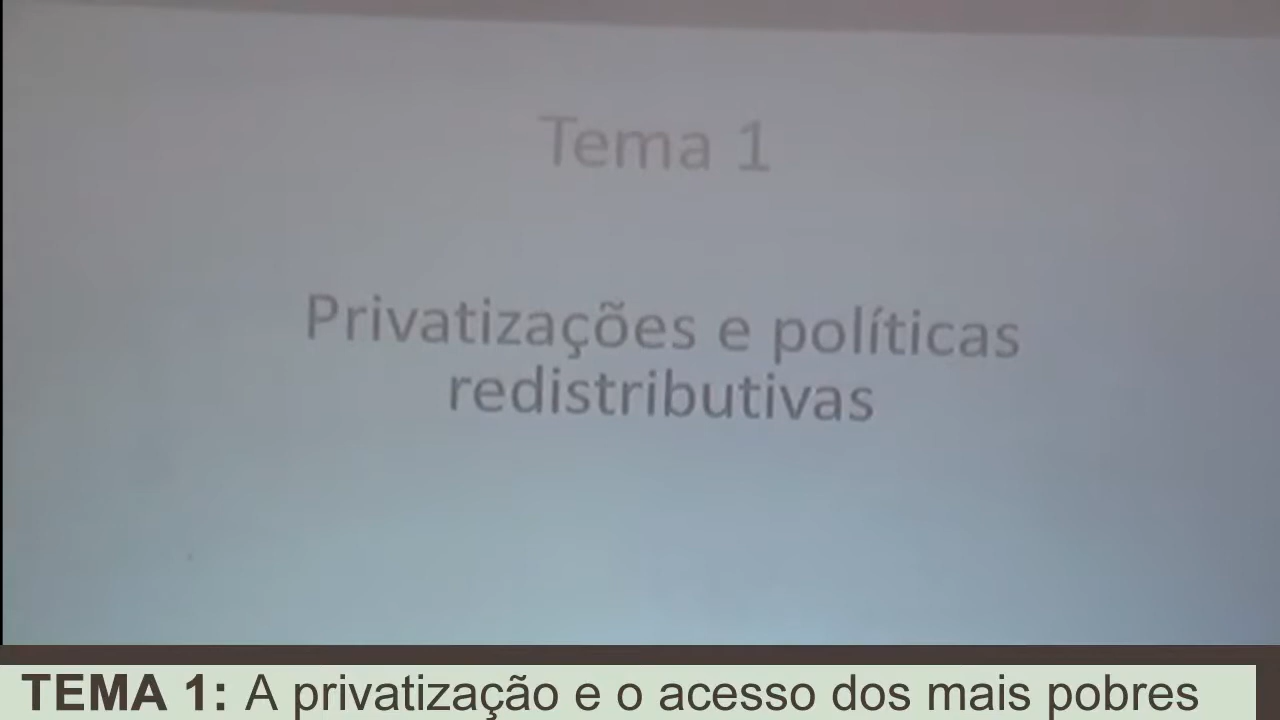 Tema 1
Privatizações e políticas
redistributivas
TEMA 1: A privatização e o acesso dos mais pobres